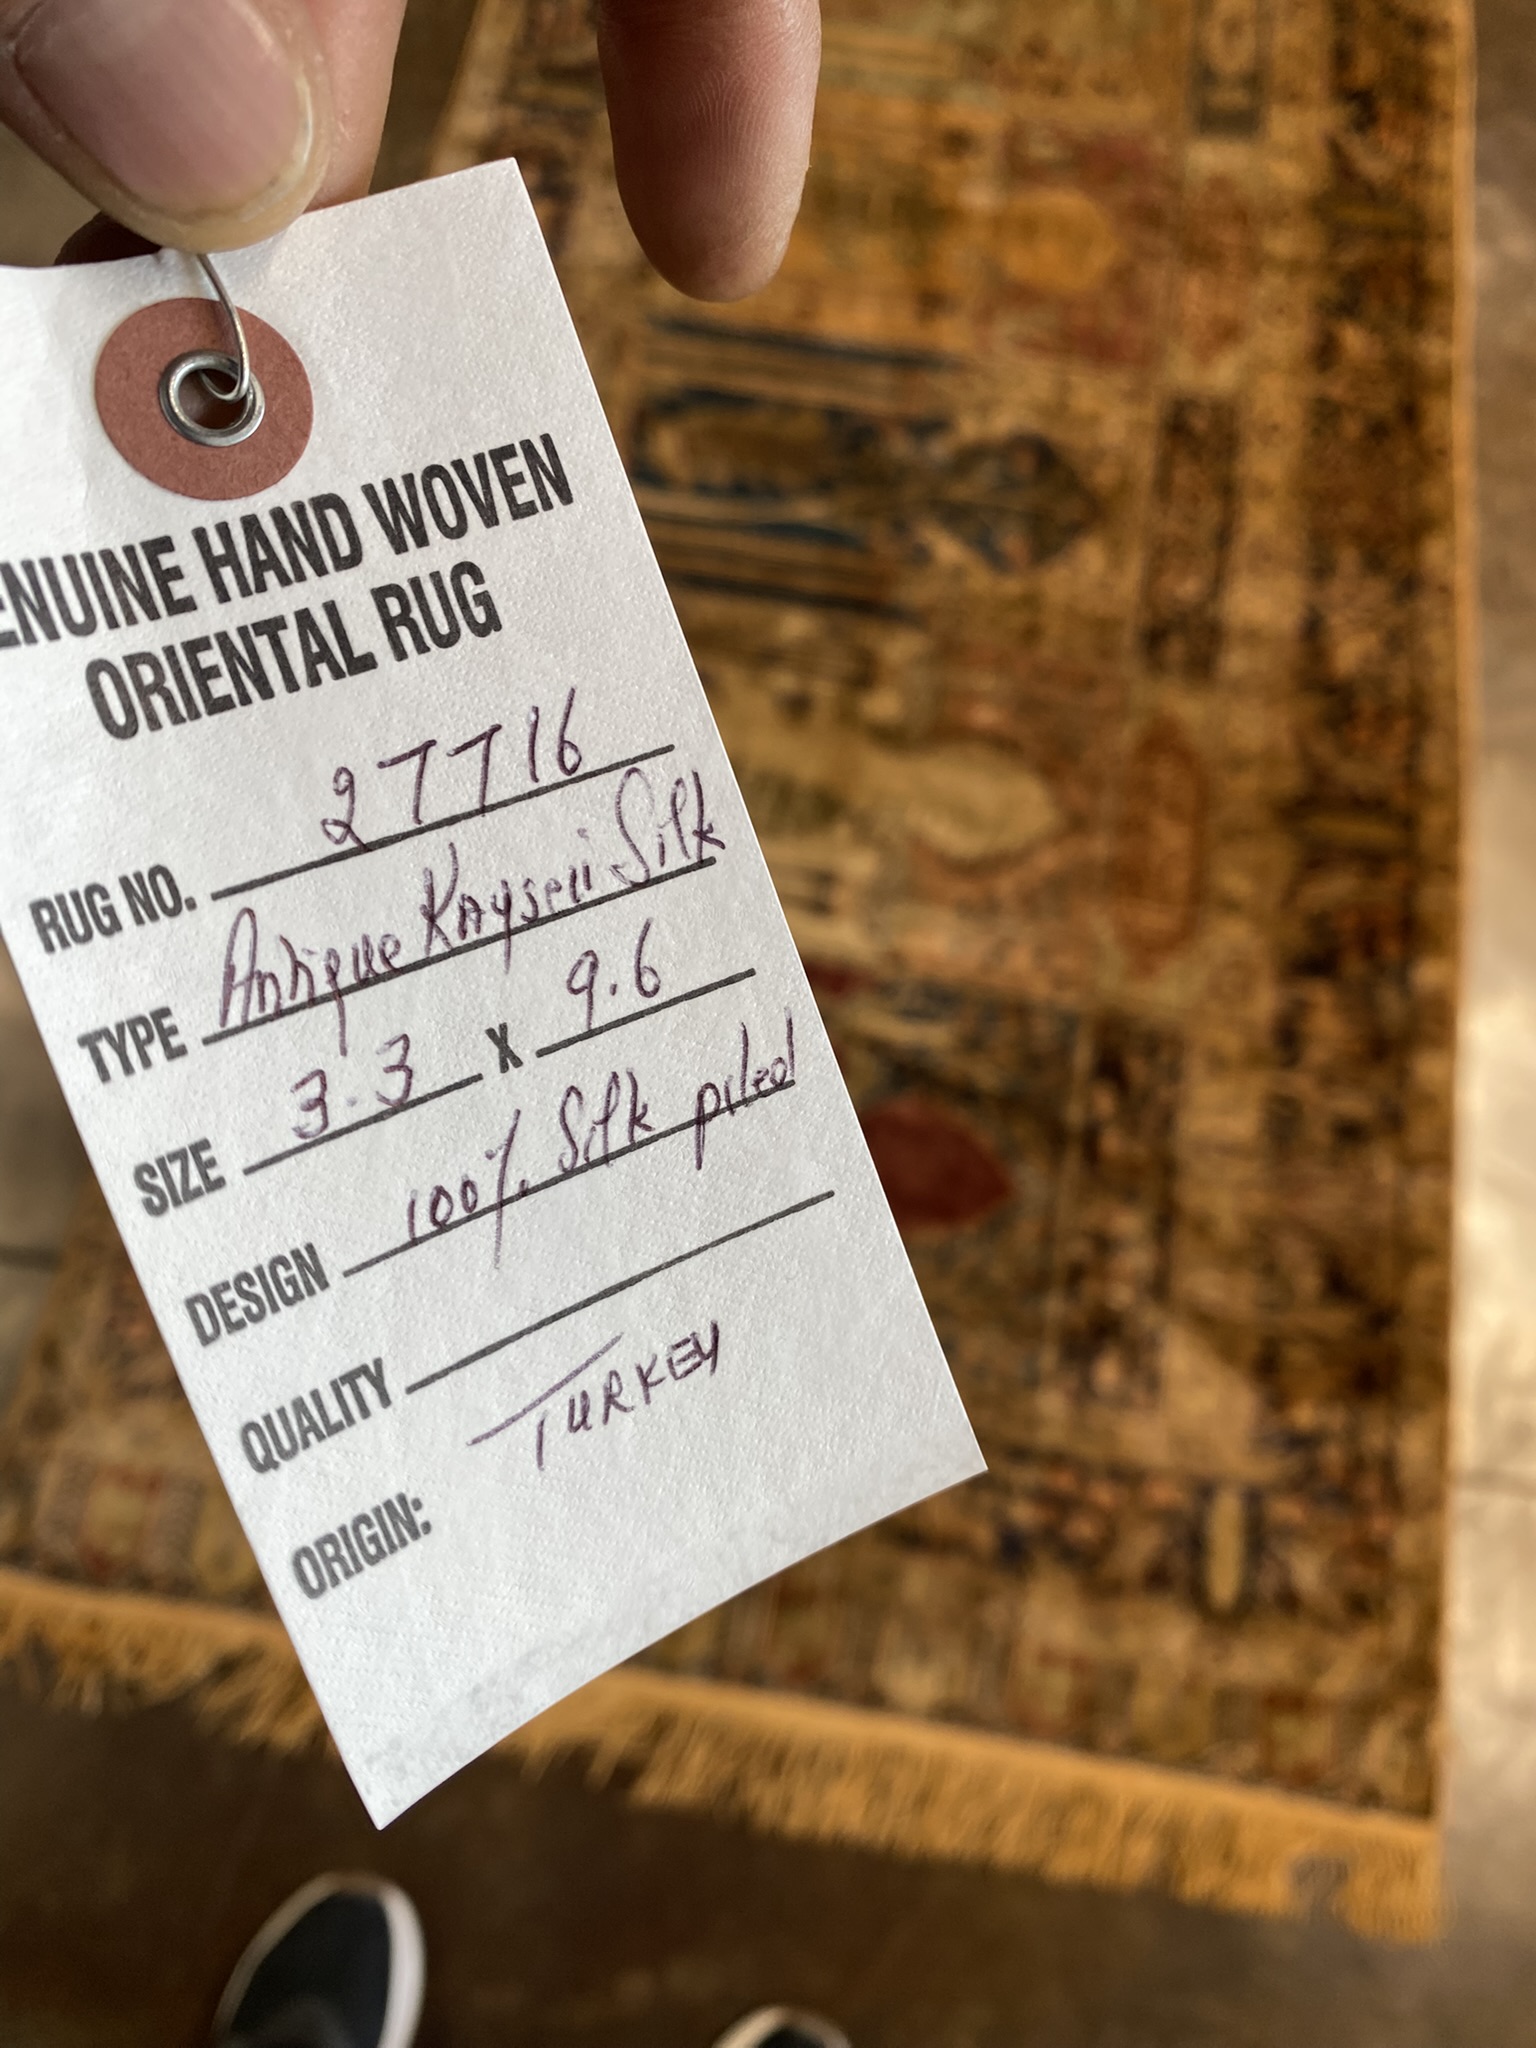 ENUINE HAND WOVEN
ORIENTAL RUG
RUG NO. 27716
TYPE Antique Kayseri Silk
SIZE 3.3 X 9.6
DESIGN 100% Silk piled
QUALITY
ORIGIN: TURKEY